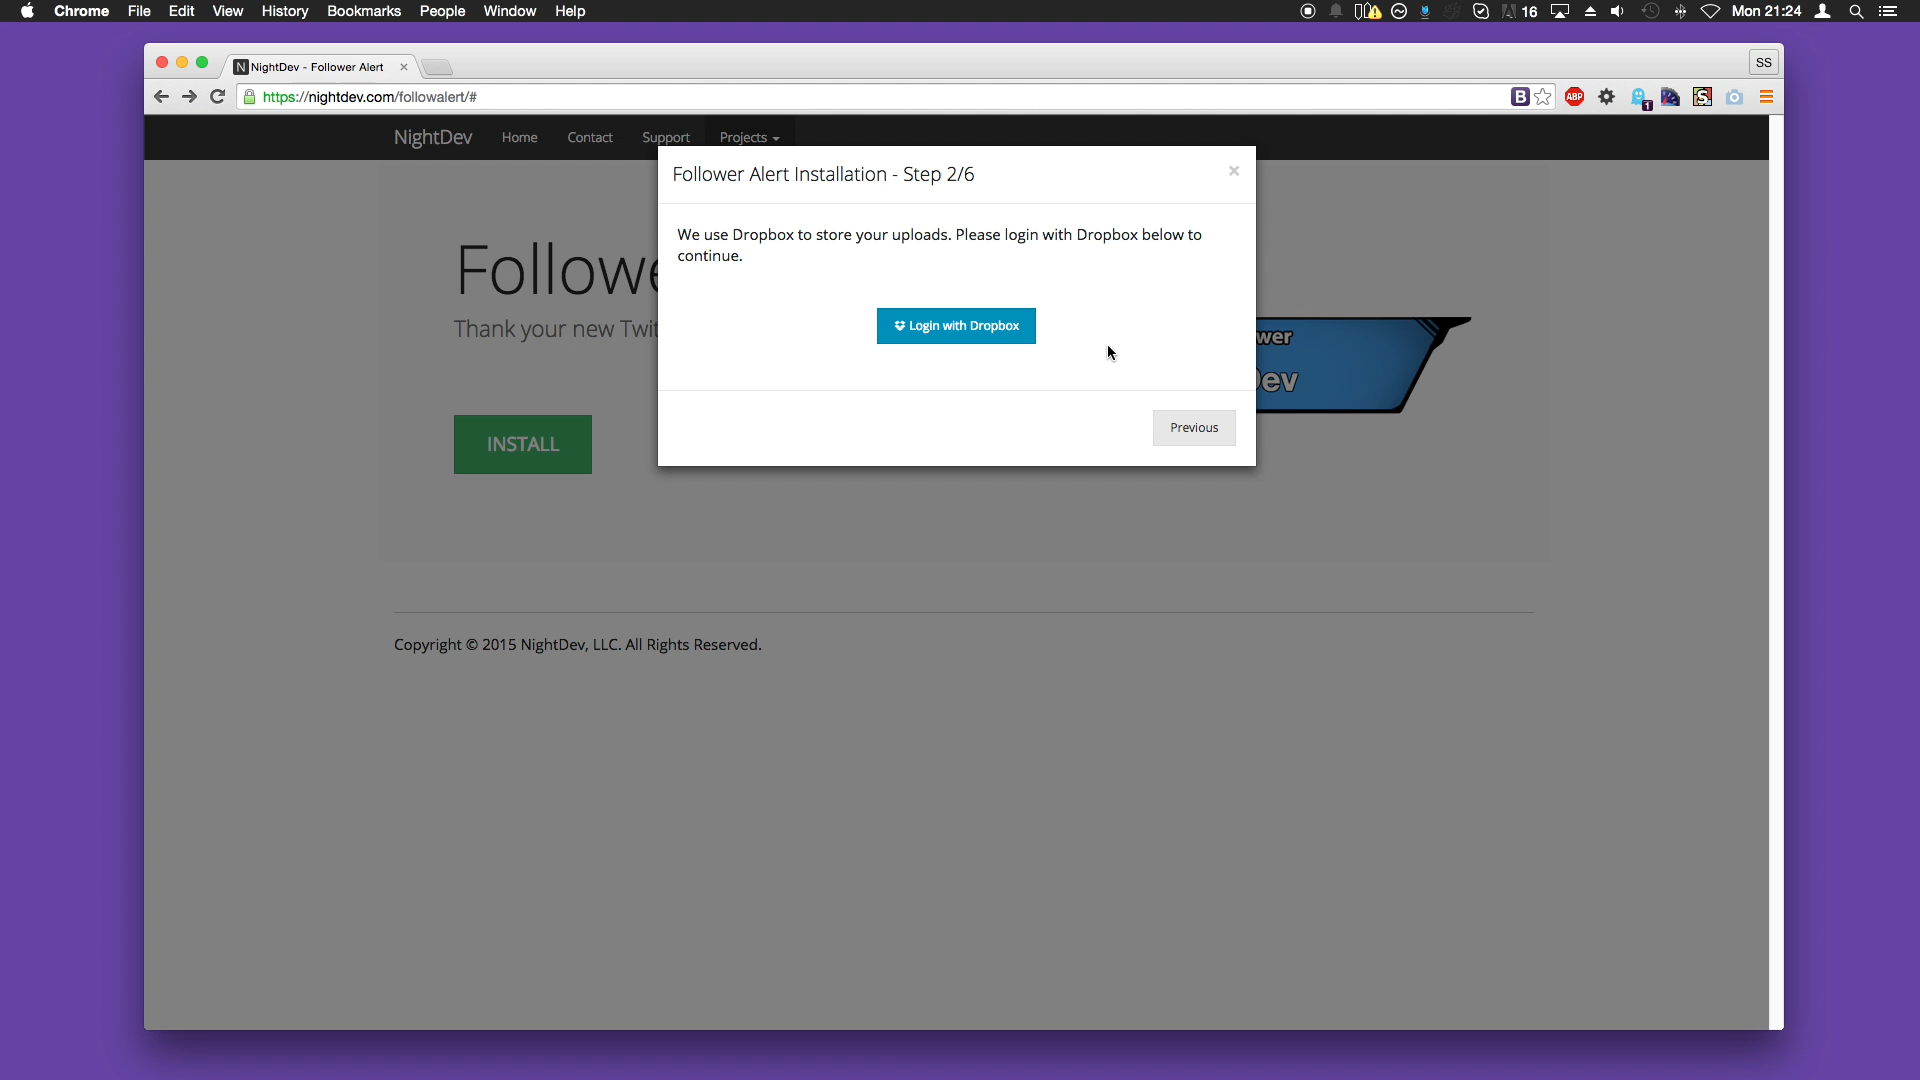 Chrome File Edit View History Bookmarks People Window Help 16 Mon 21:24
NightDev - Follower Alert SS
https://nightdev.com/followalert/# B ABP 1 S
NightDev Home Contact Support Projects
Follower Alert Installation - Step 2/6
We use Dropbox to store your uploads. Please login with Dropbox below to
continue.
Login with Dropbox
Previous
Followe
Thank your new Twit
INSTALL
wer
Dev
Copyright © 2015 NightDev, LLC. All Rights Reserved.